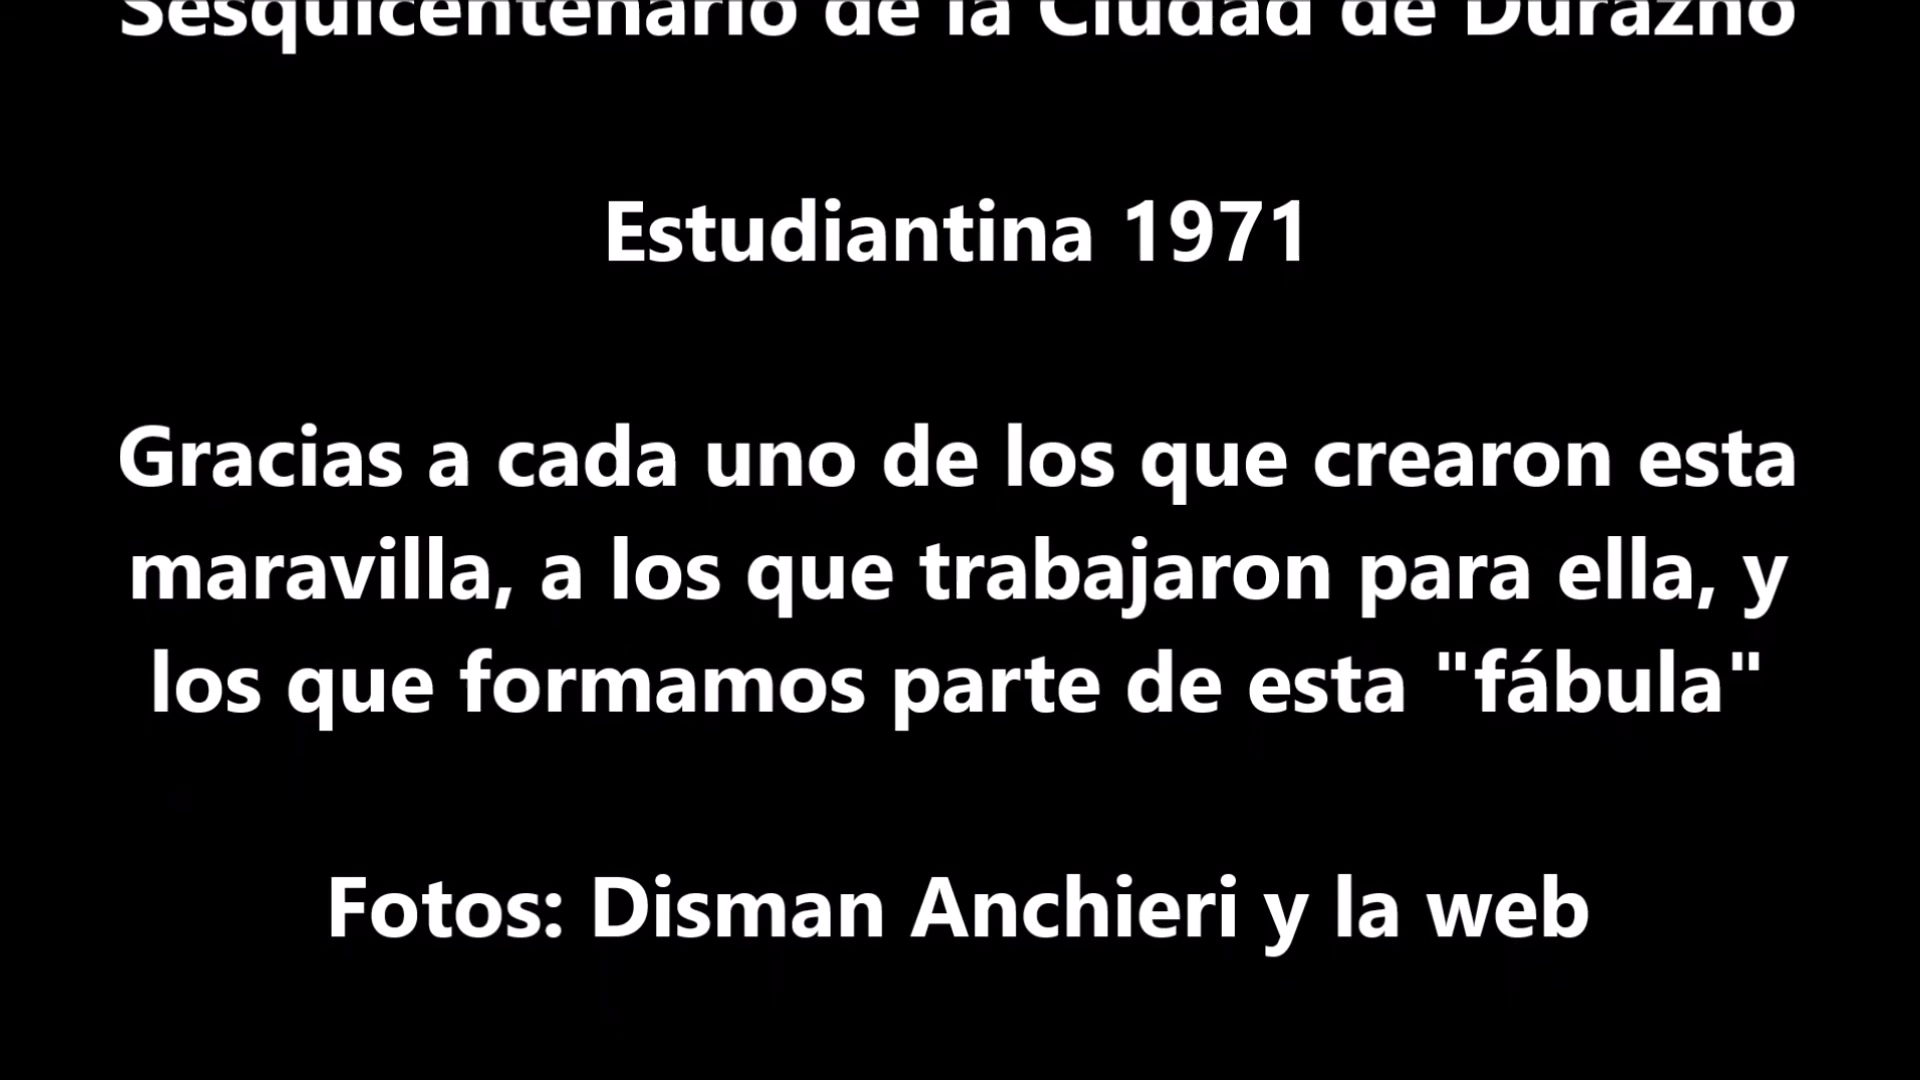 Sesquicentenario de la Ciudad de Durazno
Estudiantina 1971
Gracias a cada uno de los que crearon esta
maravilla, a los que trabajaron para ella, y
los que formamos parte de esta "fábula"
Fotos: Disman Anchieri y la web